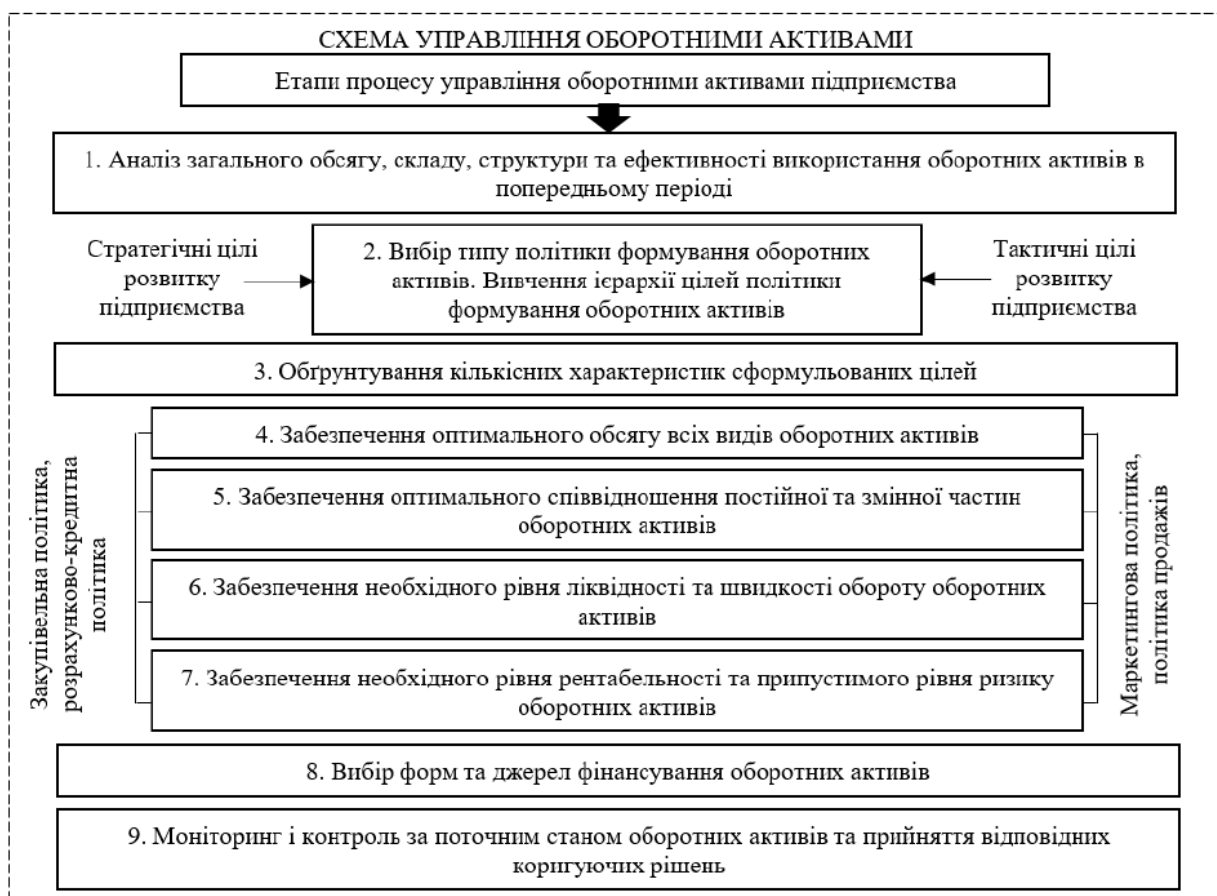 СХЕМА УПРАВЛІННЯ ОБОРОТНИМИ АКТИВАМИ
Етапи процесу управління оборотними активами підприємства
1. Аналіз загального обсягу, складу, структури та ефективності використання оборотних активів в
попередньому періоді
Стратегічні цілі
розвитку
підприємства
2. Вибір типу політики формування оборотних
активів. Вивчення ієрархії цілей політики
формування оборотних активів
Тактичні цілі
розвитку
підприємства
3. Обґрунтування кількісних характеристик сформульованих цілей
Закупівельна політика,
розрахунково-кредитна
політика
4. Забезпечення оптимального обсягу всіх видів оборотних активів
5. Забезпечення оптимального співвідношення постійної та змінної частин
оборотних активів
6. Забезпечення необхідного рівня ліквідності та швидкості обороту оборотних
активів
7. Забезпечення необхідного рівня рентабельності та припустимого рівня ризику
оборотних активів
Маркетингова політика,
політика продажів
8. Вибір форм та джерел фінансування оборотних активів
9. Моніторинг і контроль за поточним станом оборотних активів та прийняття відповідних
коригуючих рішень